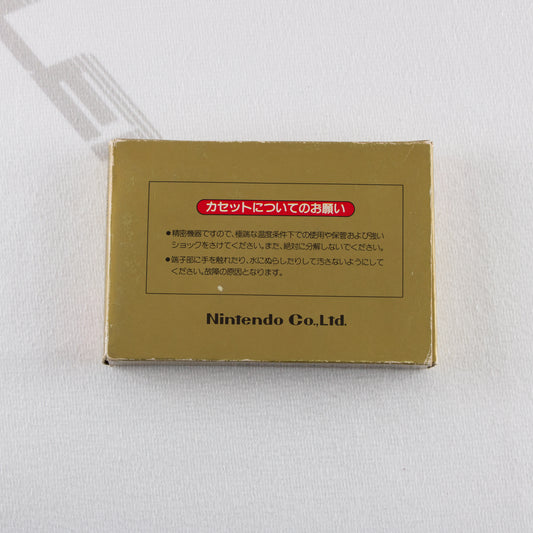 カセットについてのお願い
●精密機器ですので、極端な温度条件下での使用や保管および強い
ショックをさけてください。また、絶対に分解しないでください。
●端子部に手を触れたり、水にぬらしたりして汚さないようにして
ください。故障の原因となります。
Nintendo Co.,Ltd.